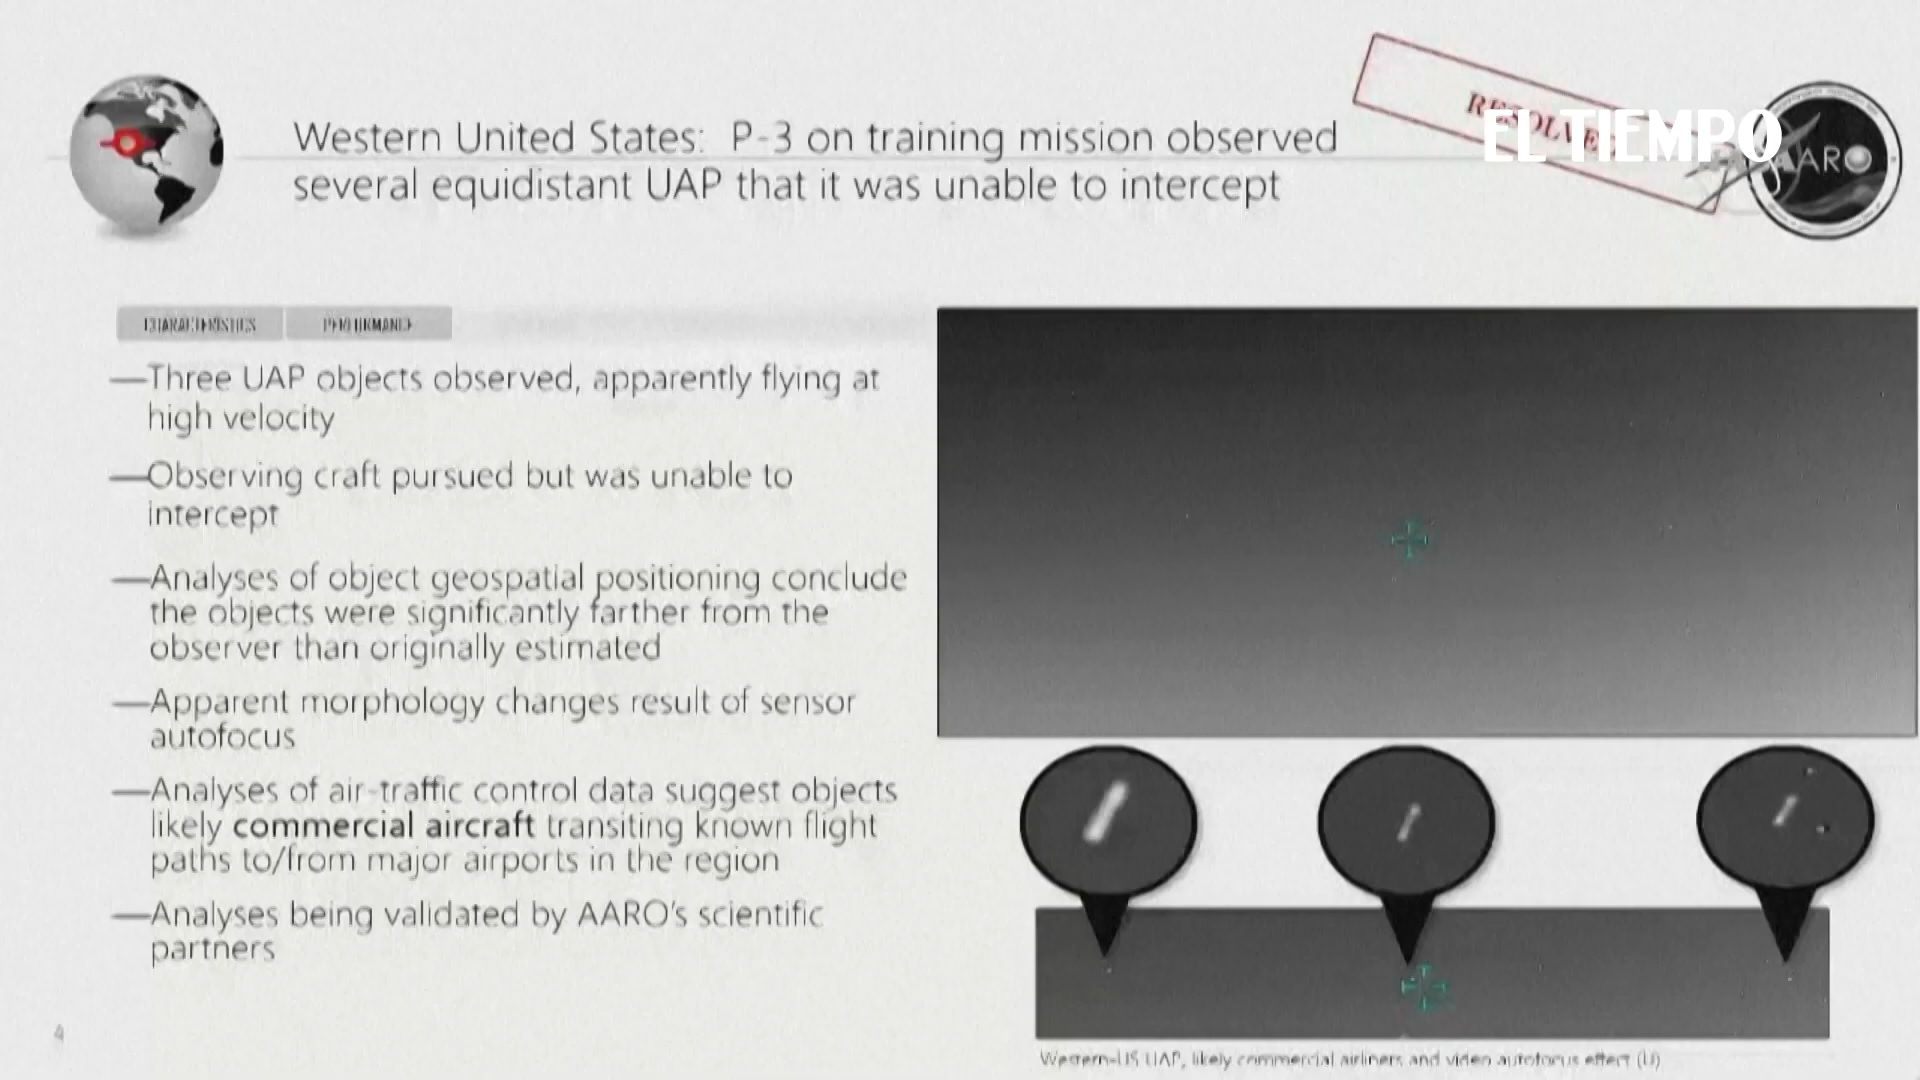 Western United States: P-3 on training mission observed
several equidistant UAP that it was unable to intercept
RESOLVED
EL TIEMPO
AARO
CHARACTERISTICS
PERFORMANCE
—Three UAP objects observed, apparently flying at
high velocity
—Observing craft pursued but was unable to
intercept
—Analyses of object geospatial positioning conclude
the objects were significantly farther from the
observer than originally estimated
—Apparent morphology changes result of sensor
autofocus
—Analyses of air-traffic control data suggest objects
likely commercial aircraft transiting known flight
paths to/from major airports in the region
—Analyses being validated by AARO's scientific
partners
4
Western-US UAP, likely commercial airliners and video autofocus effect (U)